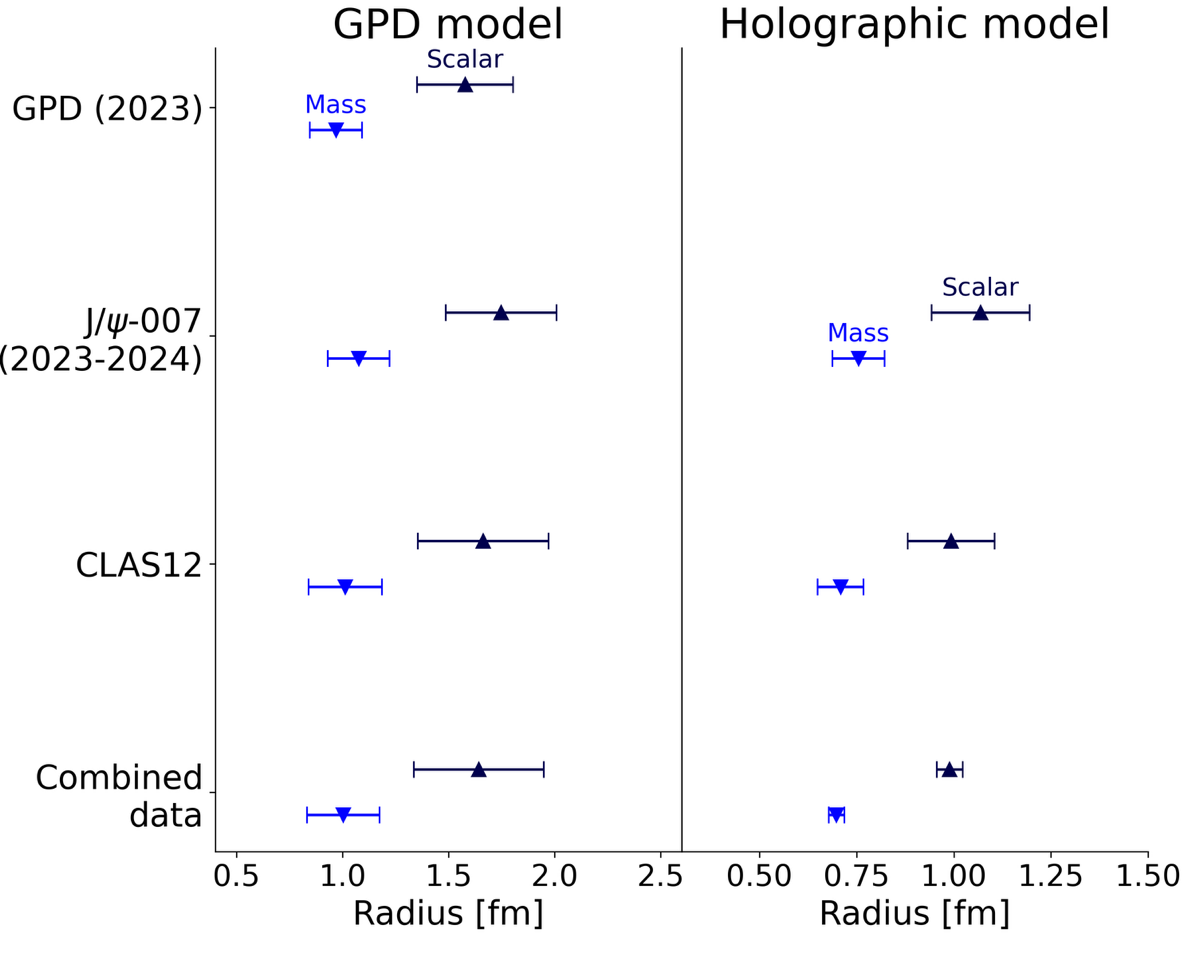 GPD model
Holographic model
Scalar
Mass
GPD (2023)
Scalar
Mass
J/ψ-007
(2023-2024)
CLAS12
Combined
data
0.5 1.0 1.5 2.0 2.5
0.50 0.75 1.00 1.25 1.50
Radius [fm]
Radius [fm]